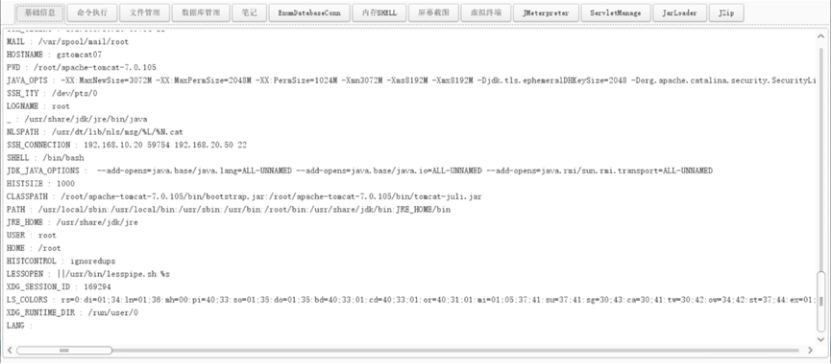 基础信息 命令执行 文件管理 数据库管理 笔记 EnumDatabaseConn 内存SHELL 屏幕截图 虚拟终端 JMeterpreter ServletManage JarLoader JZip
MAIL : /var/spool/mail/root
HOSTNAME : gztomcat07
PWD : /root/apache-tomcat-7.0.105
JAVA_OPTS : -XX:MaxNewSize=3072M -XX:MaxPermSize=2048M -XX:PermSize=1024M -Xmn3072M -Xms8192M -Xmx8192M -Djdk.tls.ephemeralDHKeySize=2048 -Dorg.apache.catalina.security.SecurityLi
SSH_TTY : /dev/pts/0
LOGNAME : root
_ : /usr/share/jdk/jre/bin/java
NLSPATH : /usr/dt/lib/nls/msg/%L/%N.cat
SSH_CONNECTION : 192.168.10.20 59754 192.168.20.50 22
SHELL : /bin/bash
JDK_JAVA_OPTIONS : --add-opens=java.base/java.lang=ALL-UNNAMED --add-opens=java.base/java.io=ALL-UNNAMED --add-opens=java.rmi/sun.rmi.transport=ALL-UNNAMED
HISTSIZE : 1000
CLASSPATH : /root/apache-tomcat-7.0.105/bin/bootstrap.jar:/root/apache-tomcat-7.0.105/bin/tomcat-juli.jar
PATH : /usr/local/sbin:/usr/local/bin:/usr/sbin:/usr/bin:/root/bin:/usr/share/jdk/bin:JRE_HOME/bin
JRE_HOME : /usr/share/jdk/jre
USER : root
HOME : /root
HISTCONTROL : ignoredups
LESSOPEN : ||/usr/bin/lesspipe.sh %s
XDG_SESSION_ID : 169294
LS_COLORS : rs=0:di=01;34:ln=01;36:mh=00:pi=40;33:so=01;35:do=01;35:bd=40;33;01:cd=40;33;01:or=40;31;01:mi=01;05;37;41:su=37;41:sg=30;43:ca=30;41:tw=30;42:ow=34;42:st=37;44:ex=01;
XDG_RUNTIME_DIR : /run/user/0
LANG :